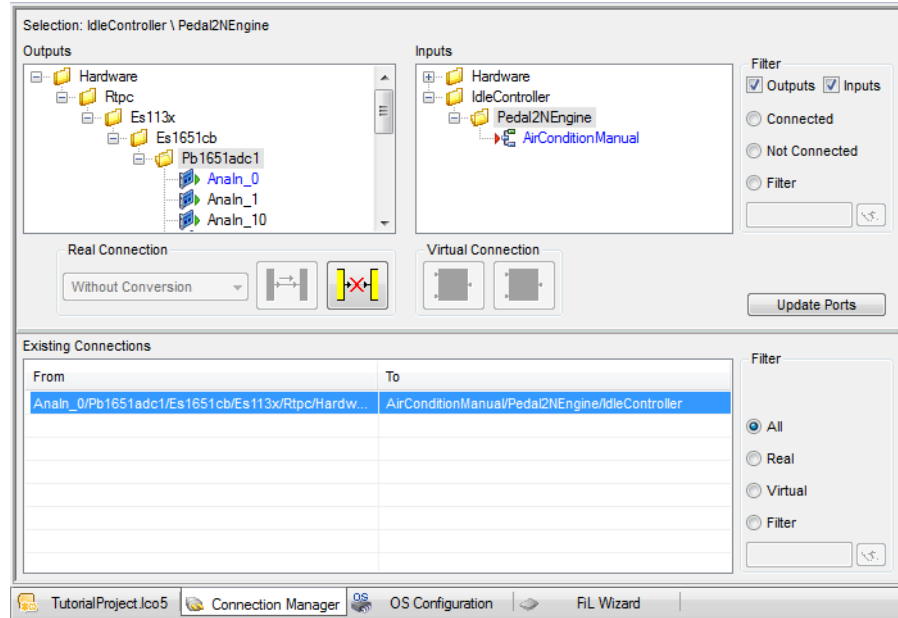 Selection: IdleController \ Pedal2NEngine
Outputs
Inputs
Hardware
Rtpc
Es113x
Es1651cb
Pb1651adc1
AnaIn_0
AnaIn_1
AnaIn_10
Hardware
IdleController
Pedal2NEngine
AirConditionManual
Filter
Outputs Inputs
Connected
Not Connected
Filter
Real Connection
Without Conversion
Virtual Connection
Update Ports
Existing Connections
From To
AnaIn_0/Pb1651adc1/Es1651cb/Es113x/Rtpc/Hardw... AirConditionManual/Pedal2NEngine/IdleController
Filter
All
Real
Virtual
Filter
TutorialProject.lco5 Connection Manager OS OS Configuration FiL Wizard